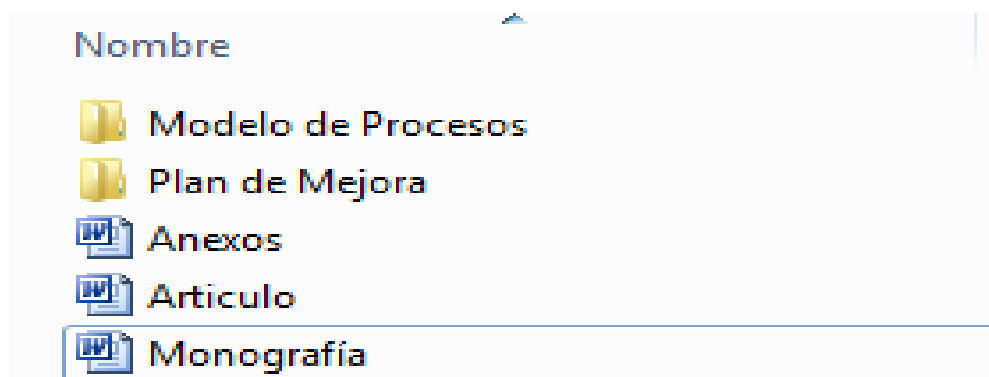 Nombre
Modelo de Procesos
Plan de Mejora
Anexos
Articulo
Monografía